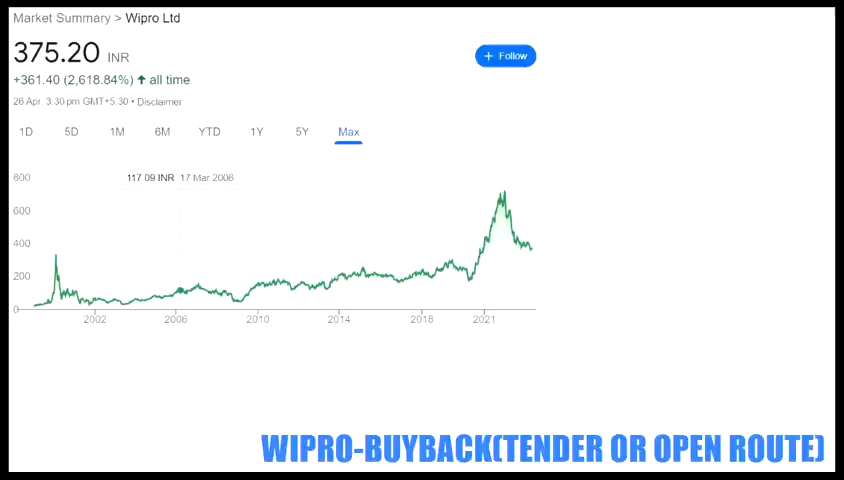 Market Summary > Wipro Ltd
375.20 INR
+ Follow
+361.40 (2,618.84%) ↑ all time
26 Apr, 3:30 pm GMT+5:30 • Disclaimer
1D 5D 1M 6M YTD 1Y 5Y Max
117.09 INR 17 Mar 2006
800
600
400
200
0
2002 2006 2010 2014 2018 2021
WIPRO-BUYBACK(TENDER OR OPEN ROUTE)